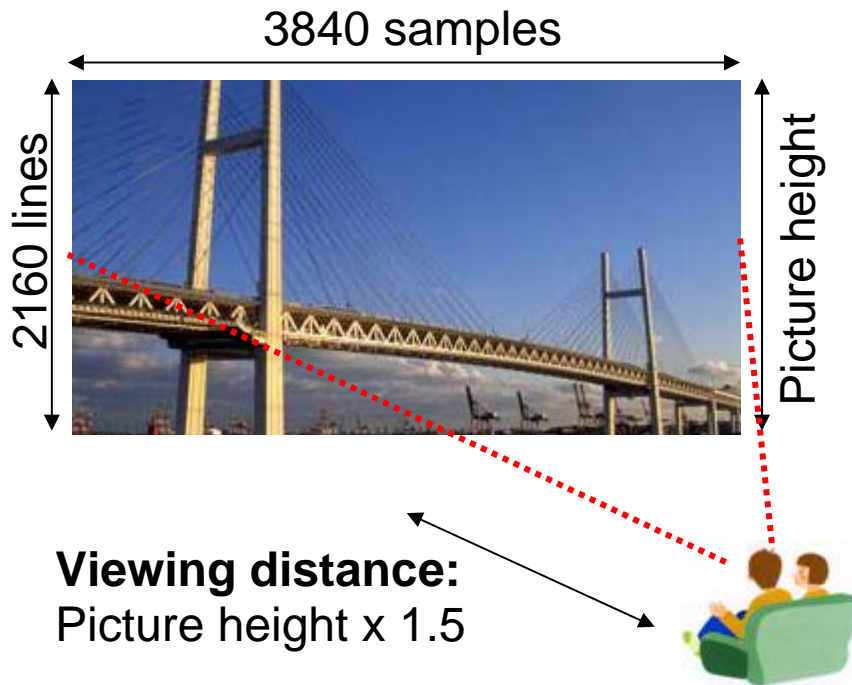 3840 samples
2160 lines
Picture height
Viewing distance:
Picture height x 1.5